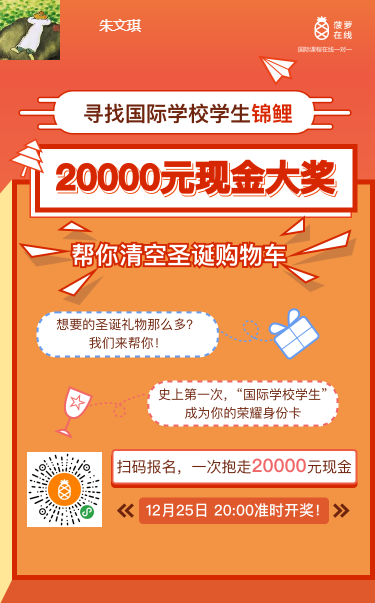 朱文琪
菠萝
在线
国际课程在线一对一
寻找国际学校学生锦鲤
20000元现金大奖
帮你清空圣诞购物车
想要的圣诞礼物那么多？
我们来帮你！
史上第一次，“国际学校学生”
成为你的荣耀身份卡
扫码报名，一次抱走20000元现金
12月25日 20:00准时开奖！